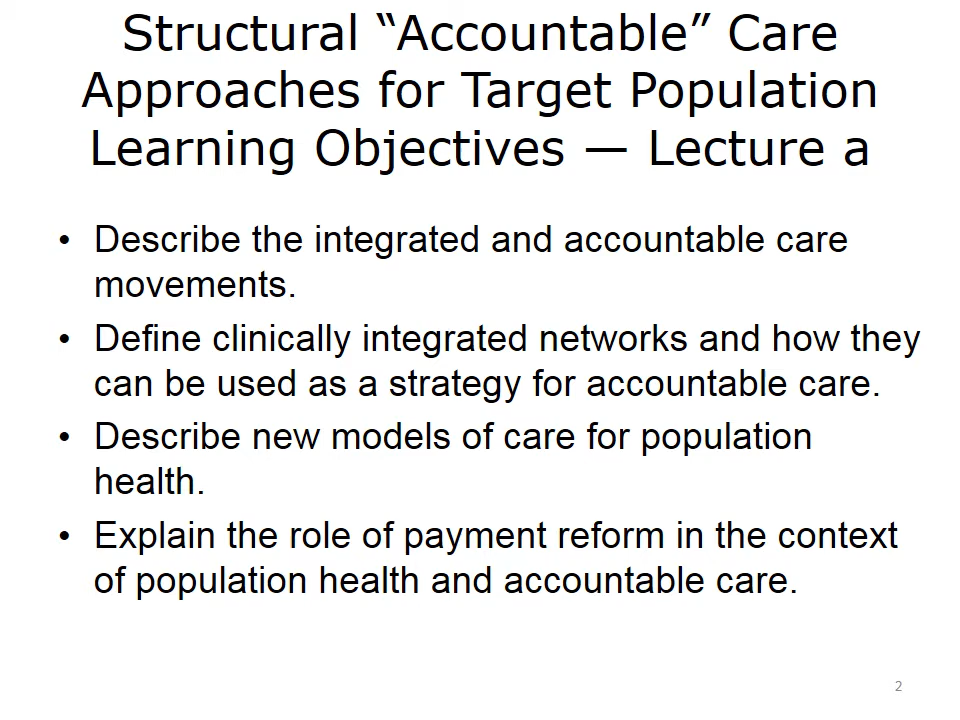 Structural “Accountable” Care
Approaches for Target Population
Learning Objectives — Lecture a
• Describe the integrated and accountable care
movements.
• Define clinically integrated networks and how they
can be used as a strategy for accountable care.
• Describe new models of care for population
health.
• Explain the role of payment reform in the context
of population health and accountable care.
2